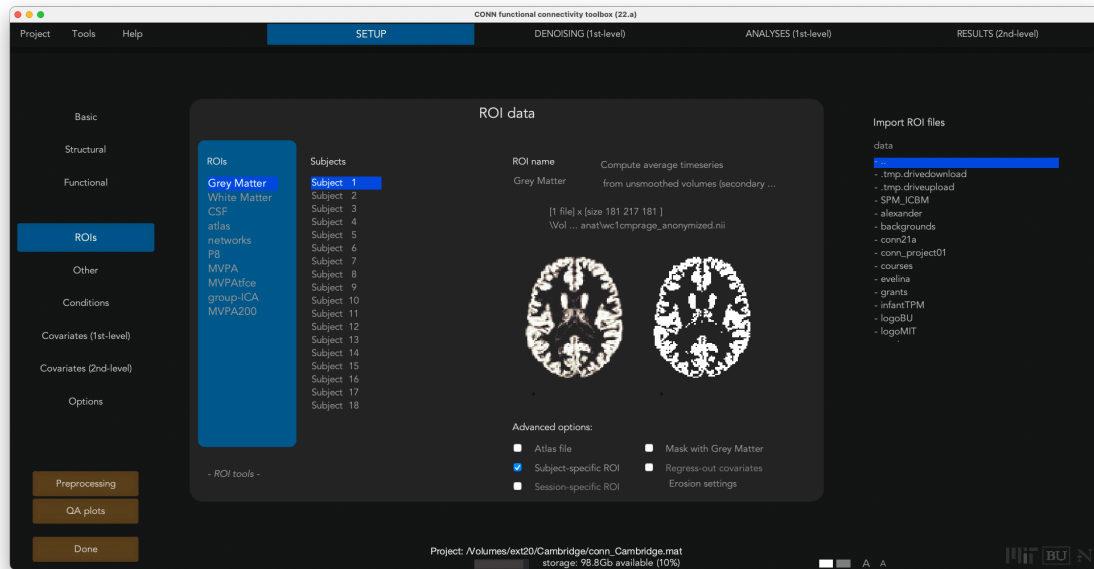 CONN functional connectivity toolbox (22.a)
Project Tools Help SETUP DENOISING (1st-level) ANALYSES (1st-level) RESULTS (2nd-level)
Basic
Structural
Functional
ROIs
Other
Conditions
Covariates (1st-level)
Covariates (2nd-level)
Options
Preprocessing
QA plots
Done
ROI data
ROIs
Grey Matter
White Matter
CSF
atlas
networks
P8
MVPA
MVPAtfce
group-ICA
MVPA200
- ROI tools -
Subjects
Subject 1
Subject 2
Subject 3
Subject 4
Subject 5
Subject 6
Subject 7
Subject 8
Subject 9
Subject 10
Subject 11
Subject 12
Subject 13
Subject 14
Subject 15
Subject 16
Subject 17
Subject 18
ROI name
Grey Matter
Compute average timeseries
from unsmoothed volumes (secondary ...
[1 file] x [size 181 217 181 ]
\Vol ... anat\wc1cmprage_anonymized.nii
Advanced options:
Atlas file
Subject-specific ROI
Session-specific ROI
Mask with Grey Matter
Regress-out covariates
Erosion settings
Import ROI files
data
- ..
- .tmp.drivedownload
- .tmp.driveupload
- SPM_ICBM
- alexander
- backgrounds
- conn21a
- conn_project01
- courses
- evelina
- grants
- infantTPM
- logoBU
- logoMIT
Project: /Volumes/ext20/Cambridge/conn_Cambridge.mat
storage: 98.8Gb available (10%)
A A
BU N